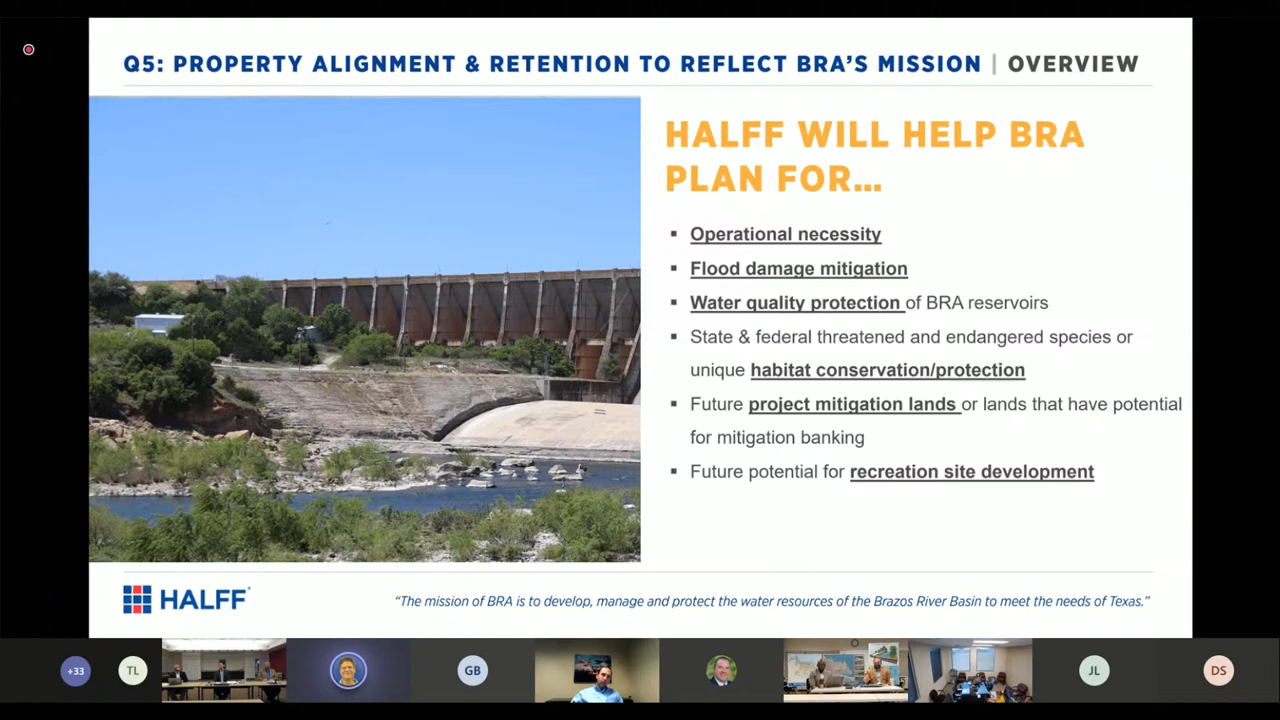 Q5: PROPERTY ALIGNMENT & RETENTION TO REFLECT BRA'S MISSION | OVERVIEW
HALFF WILL HELP BRA
PLAN FOR...
▪ Operational necessity
▪ Flood damage mitigation
▪ Water quality protection of BRA reservoirs
▪ State & federal threatened and endangered species or
unique habitat conservation/protection
▪ Future project mitigation lands or lands that have potential
for mitigation banking
▪ Future potential for recreation site development
HALFF
"The mission of BRA is to develop, manage and protect the water resources of the Brazos River Basin to meet the needs of Texas."
+33
TL
GB
JL
DS